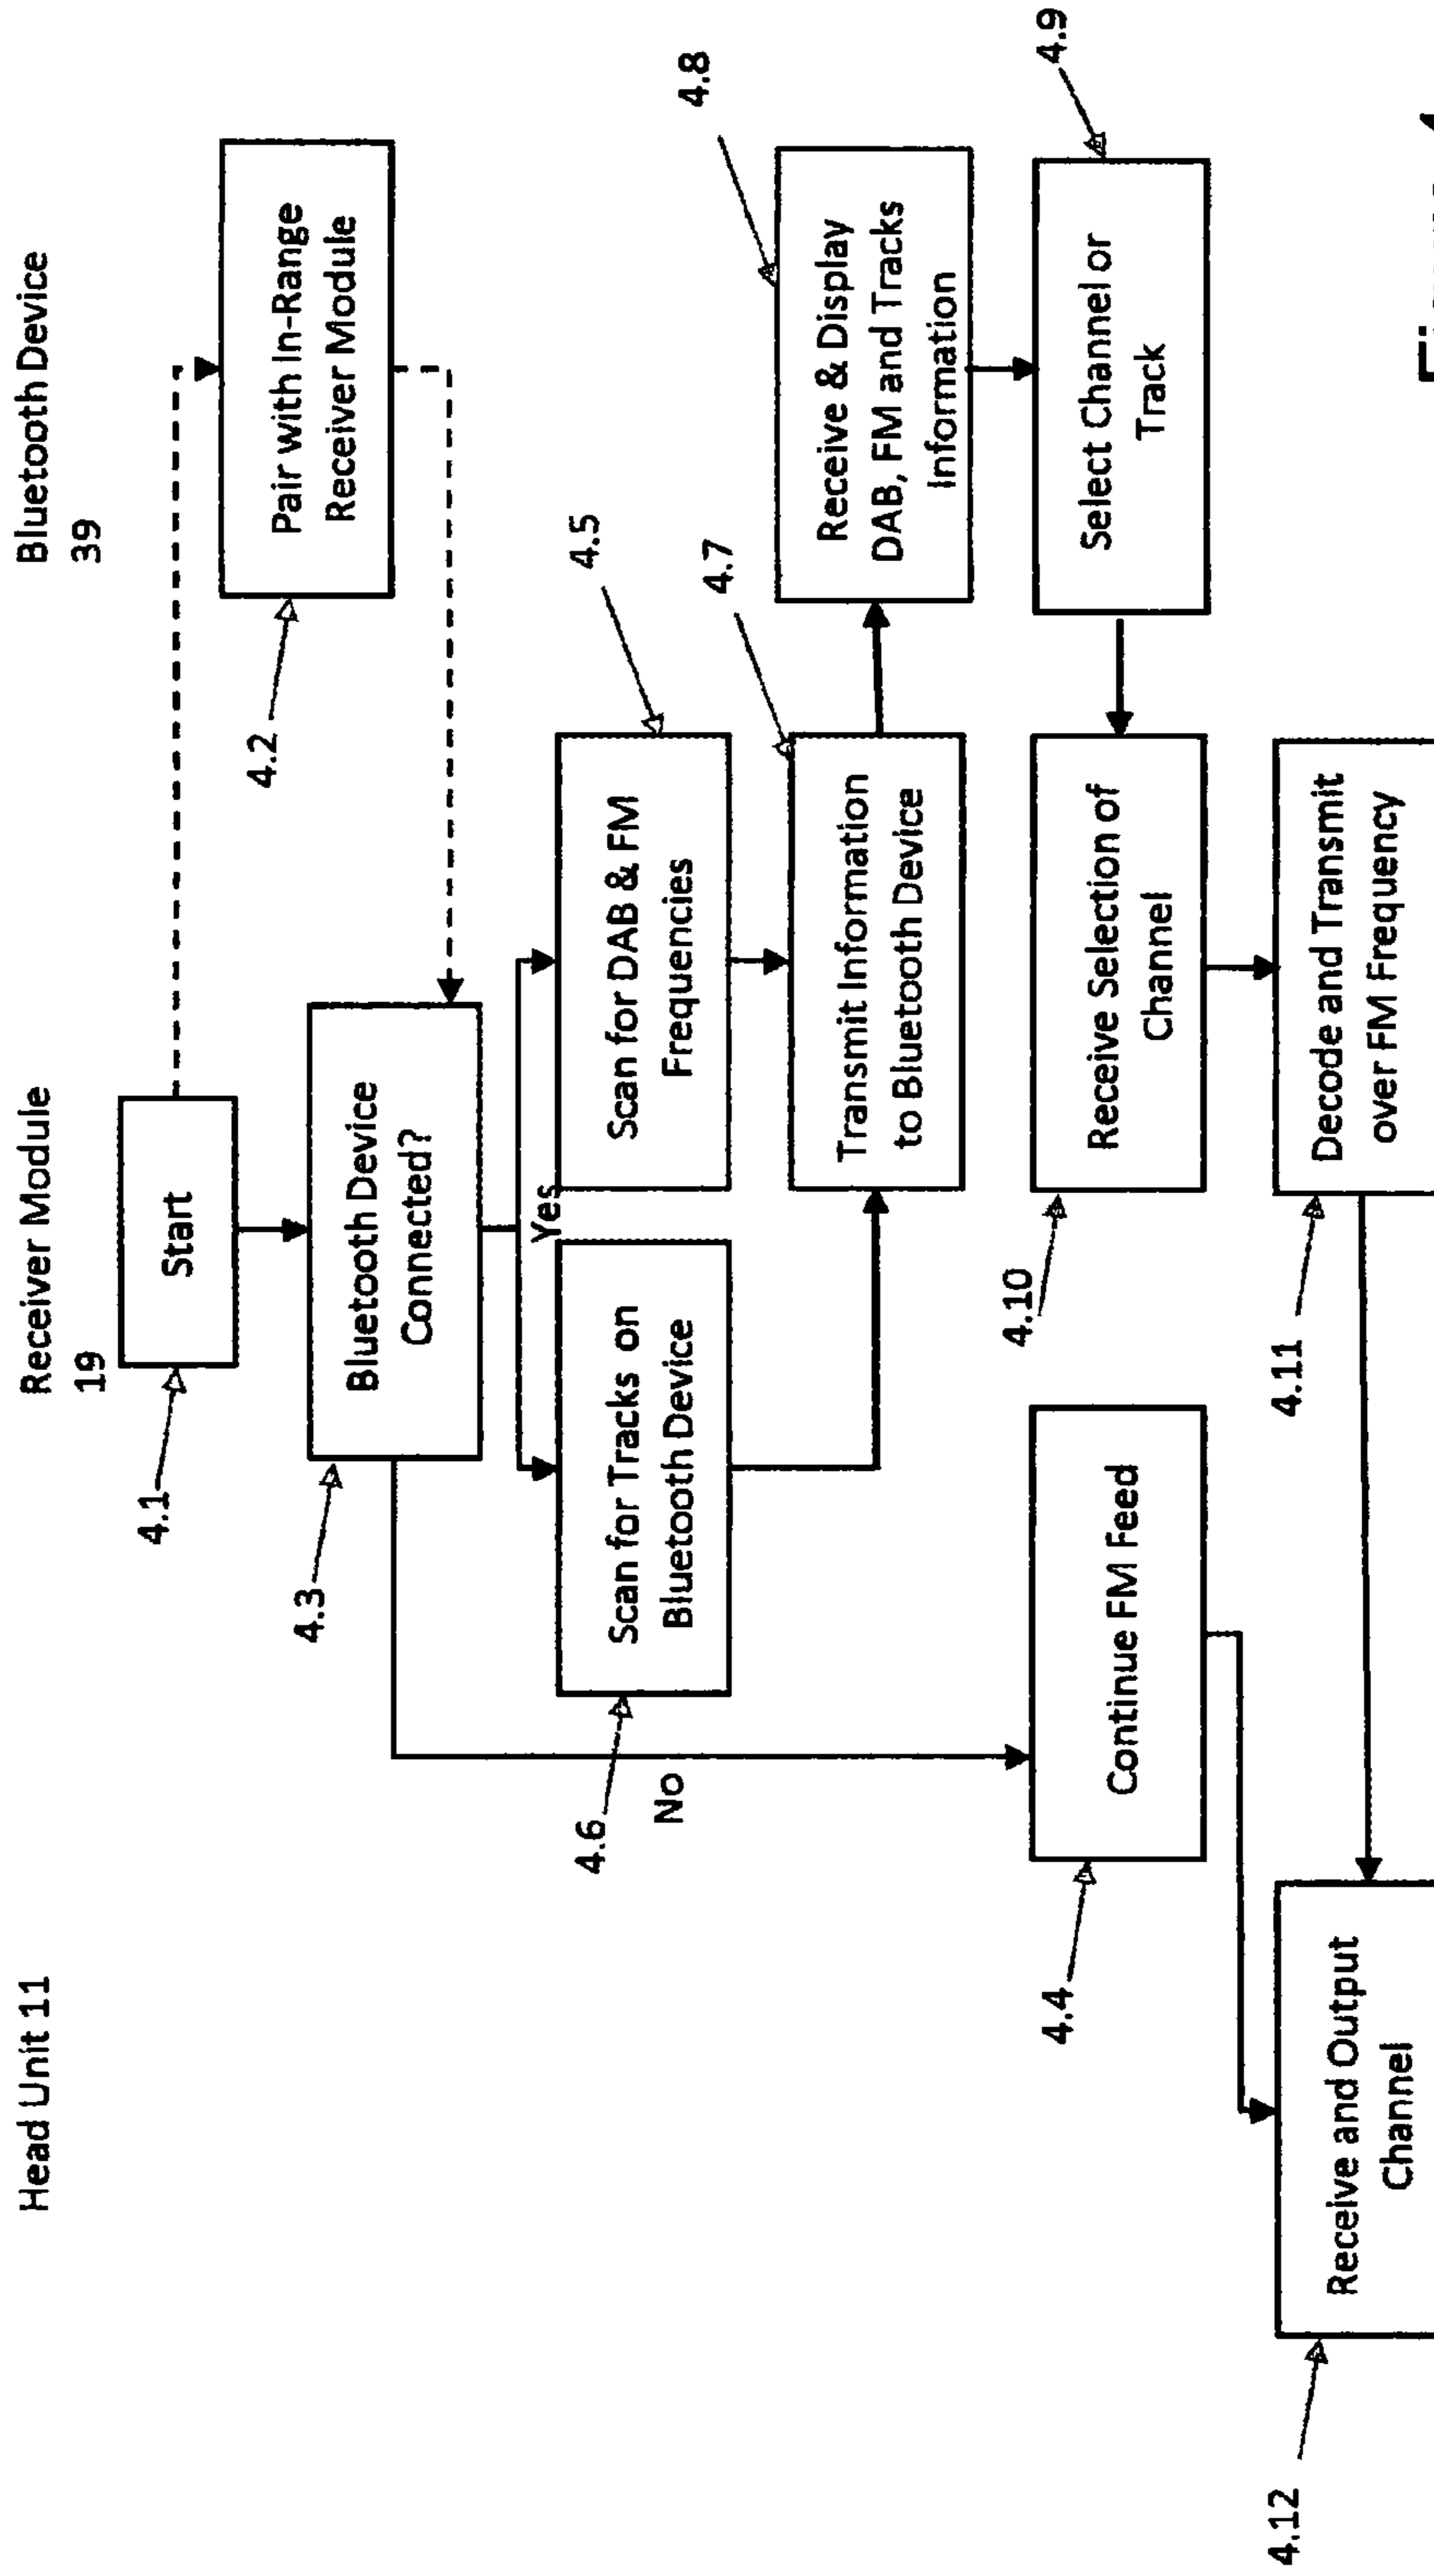 Head Unit 11
Receiver Module
19
Bluetooth Device
39
Start
4.1
Pair with In-Range
Receiver Module
4.2
Bluetooth Device
Connected?
4.3
Yes
No
Scan for Tracks on
Bluetooth Device
4.6
Scan for DAB & FM
Frequencies
4.5
Transmit Information
to Bluetooth Device
4.7
Receive & Display
DAB, FM and Tracks
Information
4.8
Continue FM Feed
4.4
Receive Selection of
Channel
4.10
Select Channel or
Track
4.9
Receive and Output
Channel
4.12
Decode and Transmit
over FM Frequency
4.11